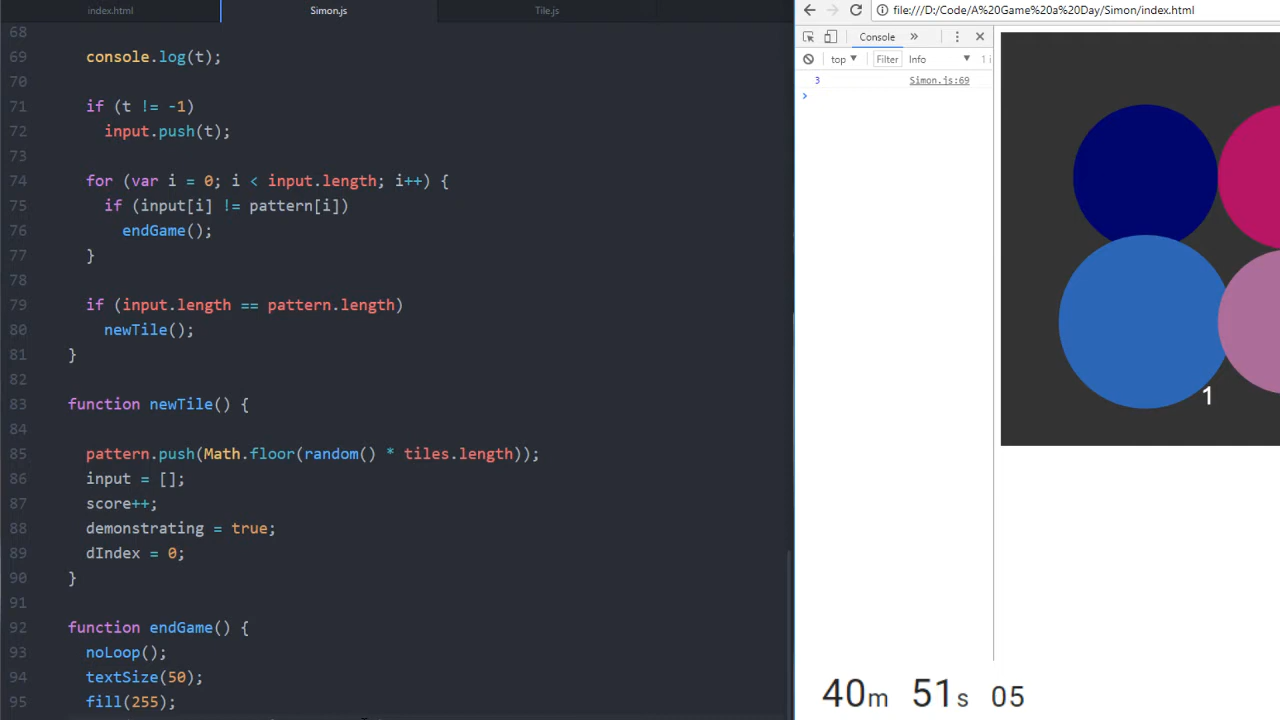 index.html Simon.js Tile.js
68
69 console.log(t);
70
71 if (t != -1)
72 input.push(t);
73
74 for (var i = 0; i < input.length; i++) {
75 if (input[i] != pattern[i])
76 endGame();
77 }
78
79 if (input.length == pattern.length)
80 newTile();
81 }
82
83 function newTile() {
84
85 pattern.push(Math.floor(random() * tiles.length));
86 input = [];
87 score++;
88 demonstrating = true;
89 dIndex = 0;
90 }
91
92 function endGame() {
93 noLoop();
94 textSize(50);
95 fill(255);
file:///D:/Code/A%20Game%20a%20Day/Simon/index.html
Console »
top ▼ Filter Info ▼ 1 i
3 Simon.js:69
>
1
40m 51s 05